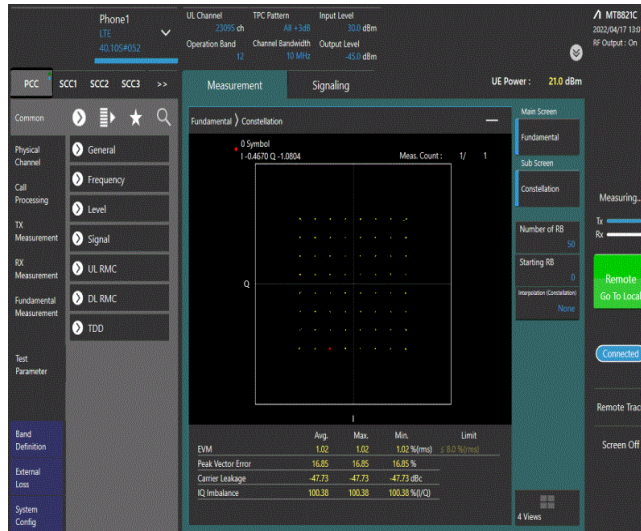 Phone1
LTE
40.105#052
UL Channel
23095 ch
TPC Pattern
All +3dB
Input Level
30.0 dBm
Operation Band
12
Channel Bandwidth
10 MHz
Output Level
-45.0 dBm
MT8821C
2022/04/17 13:0
RF Output : On
PCC
SCC1
SCC2
SCC3
>>
Measurement
Signaling
UE Power : 21.0 dBm
Common
Physical
Channel
Call
Processing
TX
Measurement
RX
Measurement
Fundamental
Measurement
Test
Parameter
Band
Definition
External
Loss
System
Config
General
Frequency
Level
Signal
UL RMC
DL RMC
TDD
Fundamental 〉 Constellation
0 Symbol
I -0.4670 Q -1.0804
Meas. Count : 1/ 1
Q
I
Avg. Max. Min. Limit
EVM 1.02 1.02 1.02 %(rms) ≤ 8.0 %(rms)
Peak Vector Error 16.85 16.85 16.85 %
Carrier Leakage -47.73 -47.73 -47.73 dBc
IQ Imbalance 100.38 100.38 100.38 %(I/Q)
Main Screen
Fundamental
Sub Screen
Constellation
Number of RB
50
Starting RB
0
Interpolation (Constellation)
None
4 Views
Measuring...
Tx
Rx
Remote
Go To Local
Connected
Remote Trac
Screen Off